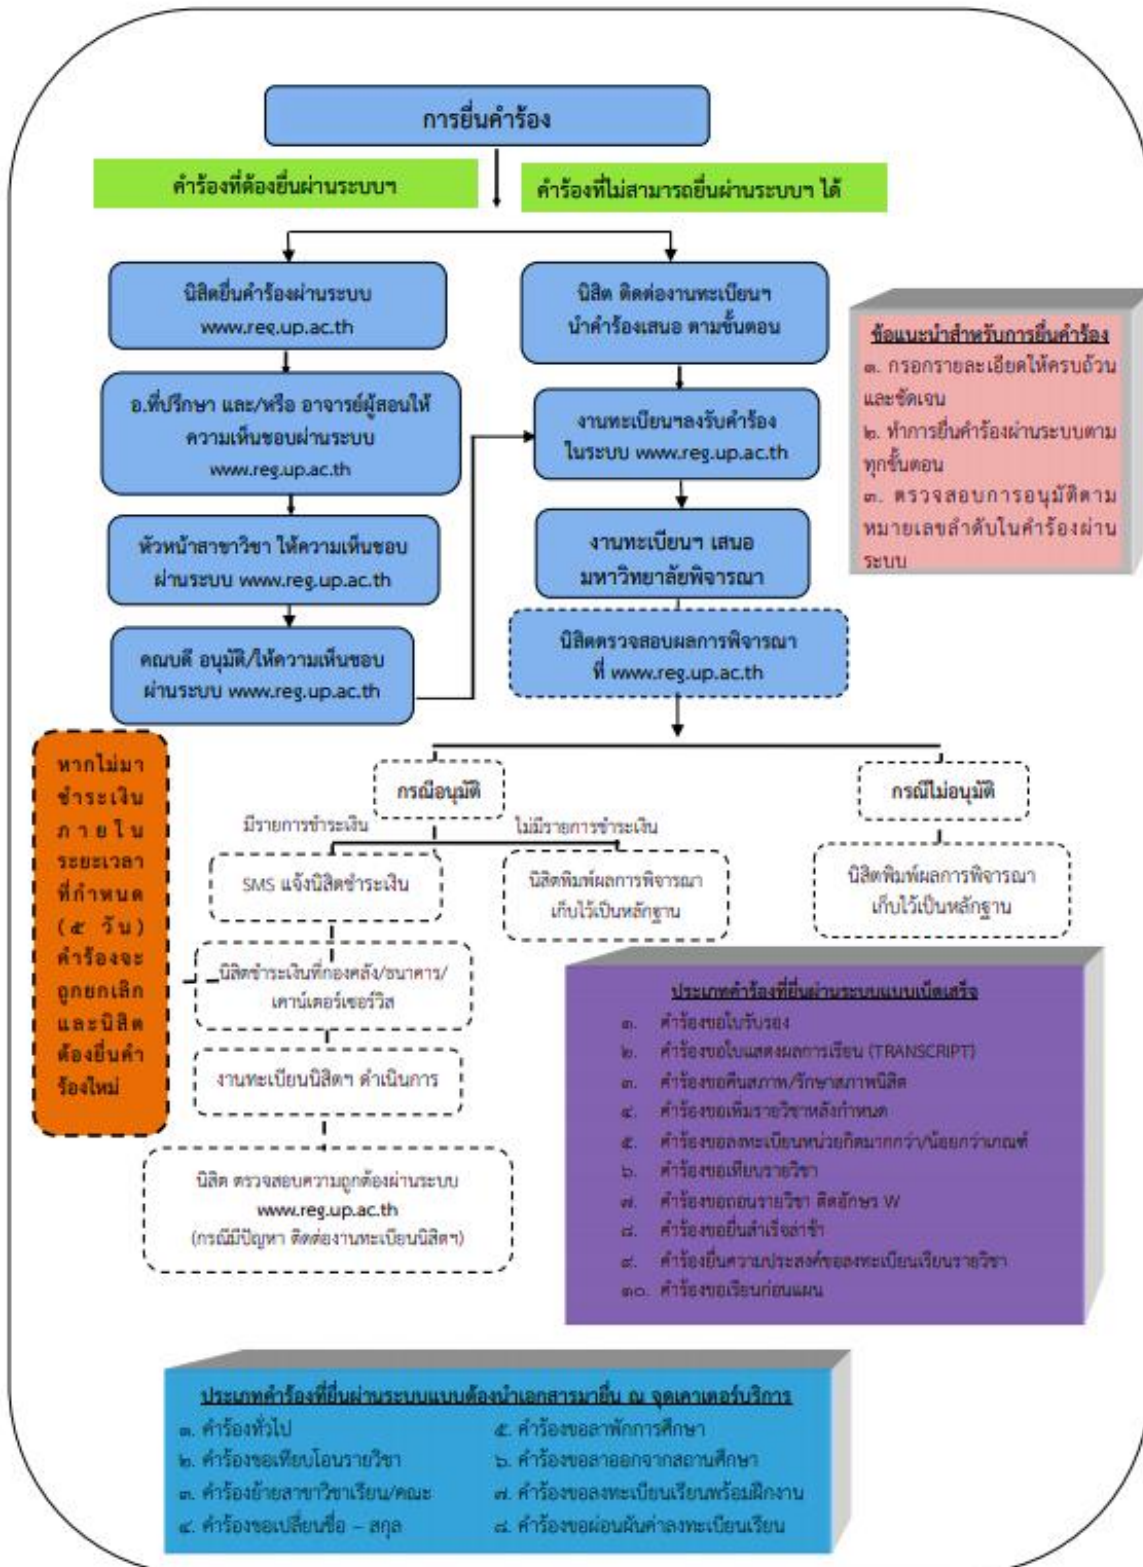 การยื่นคำร้อง
คำร้องที่ต้องยื่นผ่านระบบฯ
คำร้องที่ไม่สามารถยื่นผ่านระบบฯ ได้
นิสิตยื่นคำร้องผ่านระบบ
www.reg.up.ac.th
อ.ที่ปรึกษา และ/หรือ อาจารย์ผู้สอนให้
ความเห็นชอบผ่านระบบ
www.reg.up.ac.th
หัวหน้าสาขาวิชา ให้ความเห็นชอบ
ผ่านระบบ www.reg.up.ac.th
คณบดี อนุมัติ/ให้ความเห็นชอบ
ผ่านระบบ www.reg.up.ac.th
นิสิต ติดต่องานทะเบียนฯ
นำคำร้องเสนอ ตามขั้นตอน
งานทะเบียนฯลงรับคำร้อง
ในระบบ www.reg.up.ac.th
งานทะเบียนฯ เสนอ
มหาวิทยาลัยพิจารณา
นิสิตตรวจสอบผลการพิจารณา
ที่ www.reg.up.ac.th
ข้อแนะนำสำหรับการยื่นคำร้อง
๑. กรอกรายละเอียดให้ครบถ้วน
และชัดเจน
๒. ทำการยื่นคำร้องผ่านระบบตาม
ทุกขั้นตอน
๓. ตรวจสอบการอนุมัติตาม
หมายเลขลำดับในคำร้องผ่าน
ระบบ
หากไม่มา
ชำระเงิน
ภายใน
ระยะเวลา
ที่กำหนด
(๕ วัน)
คำร้องจะ
ถูกยกเลิก
และนิสิต
ต้องยื่นคำ
ร้องใหม่
กรณีอนุมัติ
กรณีไม่อนุมัติ
มีรายการชำระเงิน
ไม่มีรายการชำระเงิน
SMS แจ้งนิสิตชำระเงิน
นิสิตพิมพ์ผลการพิจารณา
เก็บไว้เป็นหลักฐาน
นิสิตพิมพ์ผลการพิจารณา
เก็บไว้เป็นหลักฐาน
นิสิตชำระเงินที่กองคลัง/ธนาคาร/
เคาน์เตอร์เซอร์วิส
งานทะเบียนนิสิตฯ ดำเนินการ
นิสิต ตรวจสอบความถูกต้องผ่านระบบ
www.reg.up.ac.th
(กรณีมีปัญหา ติดต่องานทะเบียนนิสิตฯ)
ประเภทคำร้องที่ยื่นผ่านระบบแบบเบ็ดเสร็จ
๑. คำร้องขอใบรับรอง
๒. คำร้องขอใบแสดงผลการเรียน (TRANSCRIPT)
๓. คำร้องขอคืนสภาพ/รักษาสภาพนิสิต
๔. คำร้องขอเพิ่มรายวิชาหลังกำหนด
๕. คำร้องขอลงทะเบียนหน่วยกิตมากกว่า/น้อยกว่าเกณฑ์
๖. คำร้องขอเทียบรายวิชา
๗. คำร้องขอถอนรายวิชา ติดอักษร W
๘. คำร้องขอยื่นสำเร็จล่าช้า
๙. คำร้องยื่นความประสงค์ขอลงทะเบียนเรียนรายวิชา
๑๐. คำร้องขอเรียนก่อนแผน
ประเภทคำร้องที่ยื่นผ่านระบบแบบต้องนำเอกสารมายื่น ณ จุดเคาเตอร์บริการ
๑. คำร้องทั่วไป
๒. คำร้องขอเทียบโอนรายวิชา
๓. คำร้องย้ายสาขาวิชาเรียน/คณะ
๔. คำร้องขอเปลี่ยนชื่อ – สกุล
๕. คำร้องขอลาพักการศึกษา
๖. คำร้องขอลาออกจากสถานศึกษา
๗. คำร้องขอลงทะเบียนเรียนพร้อมฝึกงาน
๘. คำร้องขอผ่อนผันค่าลงทะเบียนเรียน